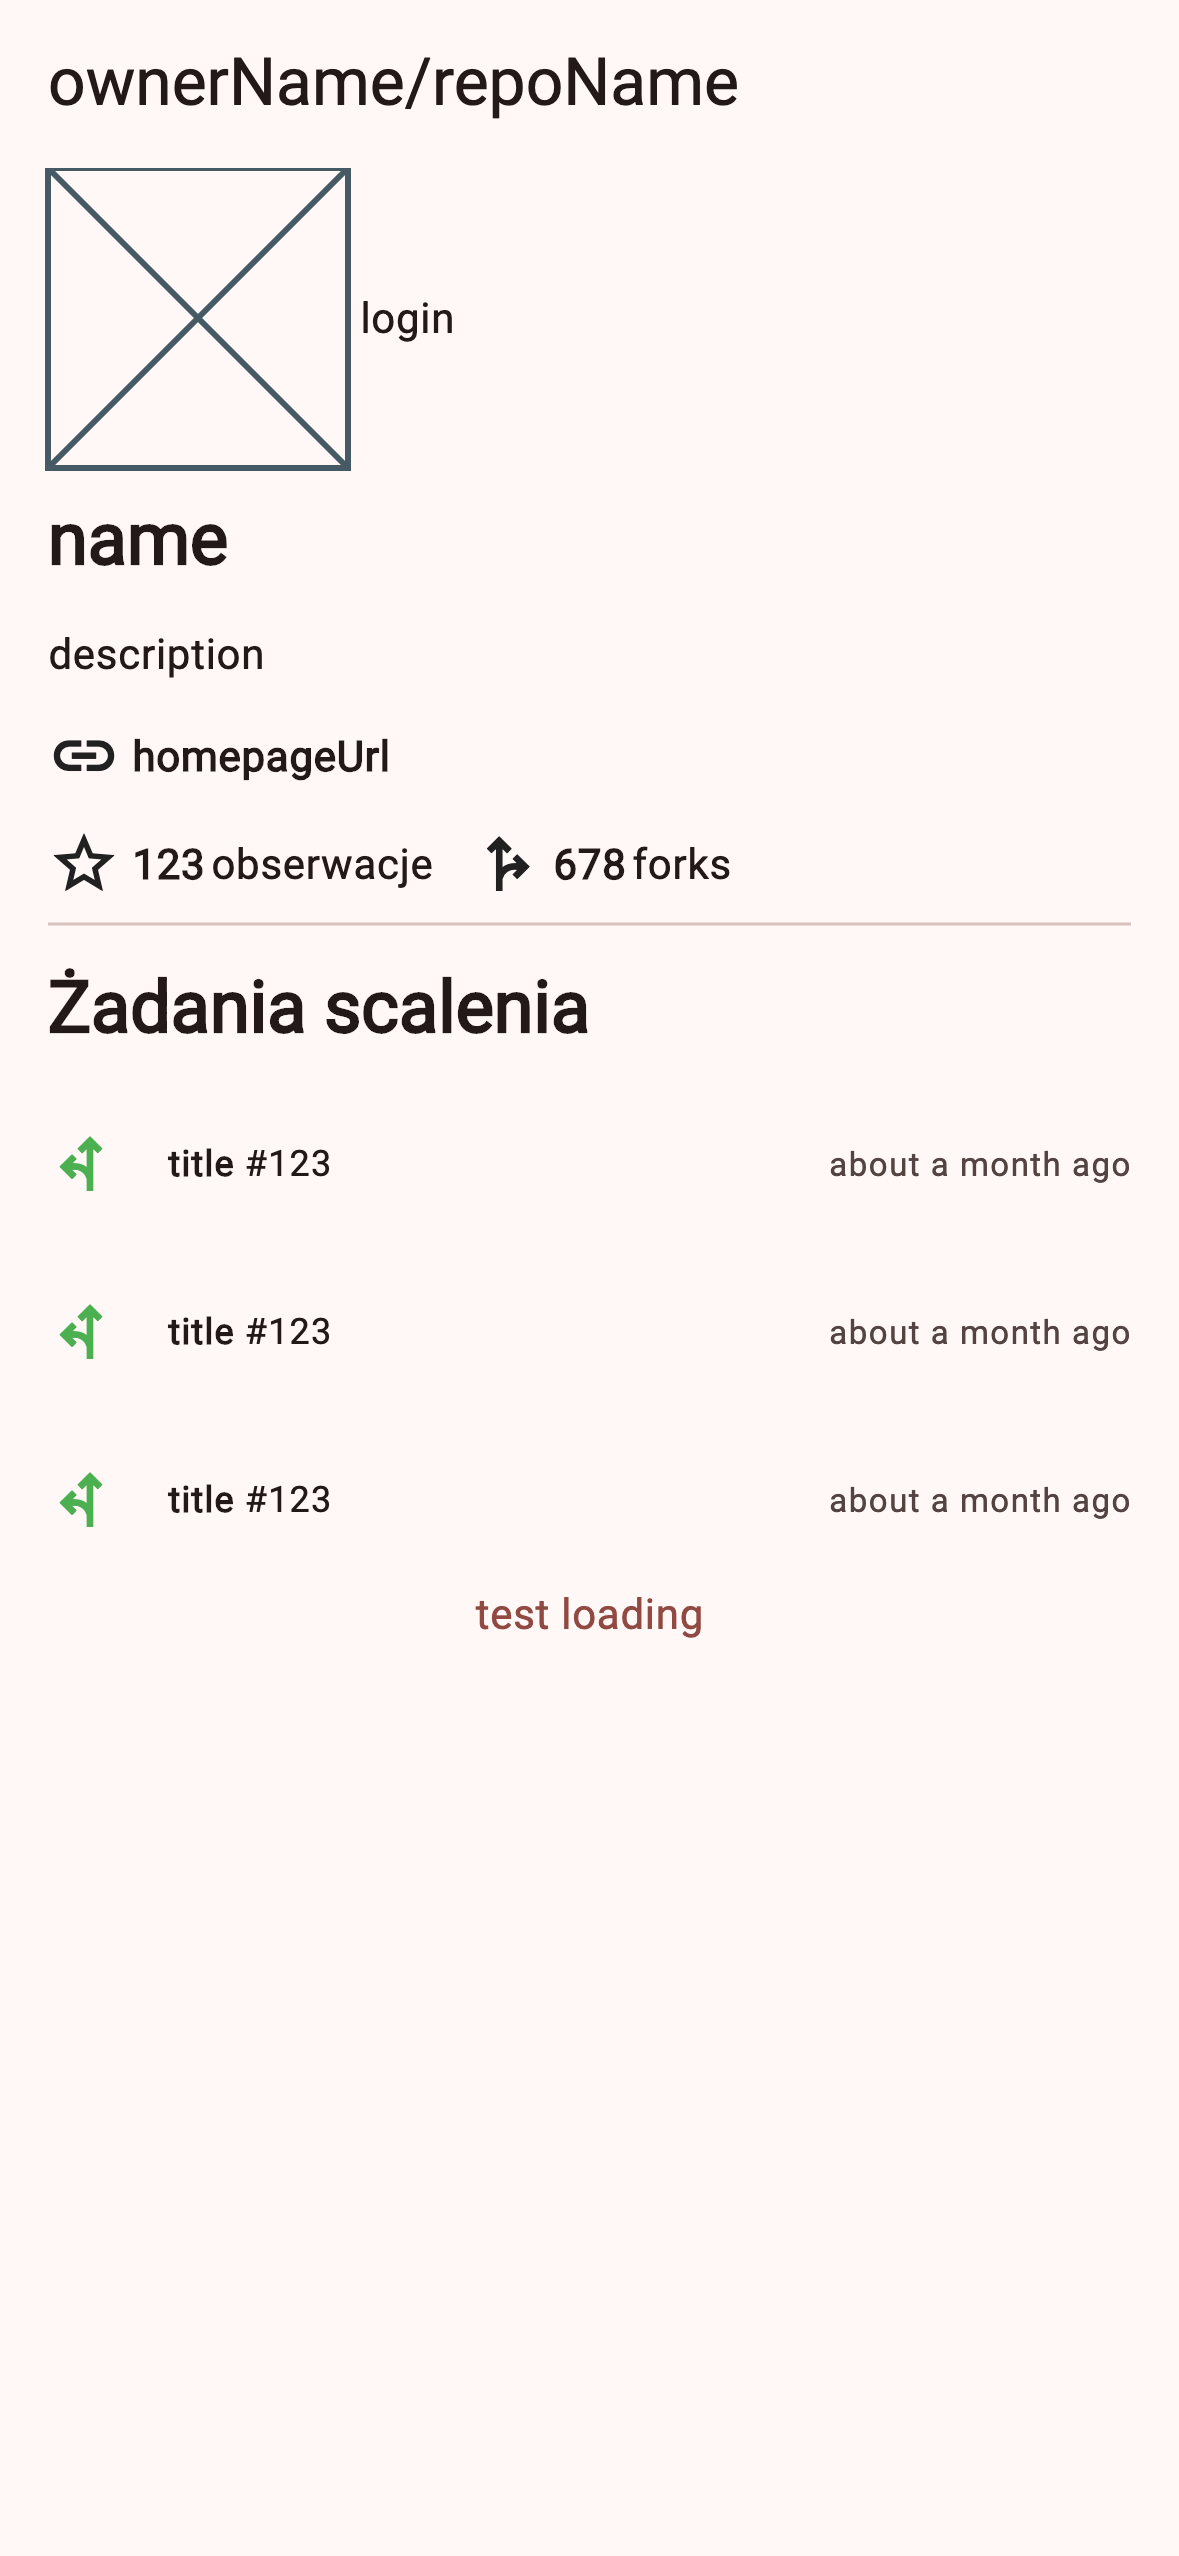 ownerName/repoName
login
name
description
homepageUrl
123 obserwacje 678 forks
Żadania scalenia
title #123 about a month ago
title #123 about a month ago
title #123 about a month ago
test loading